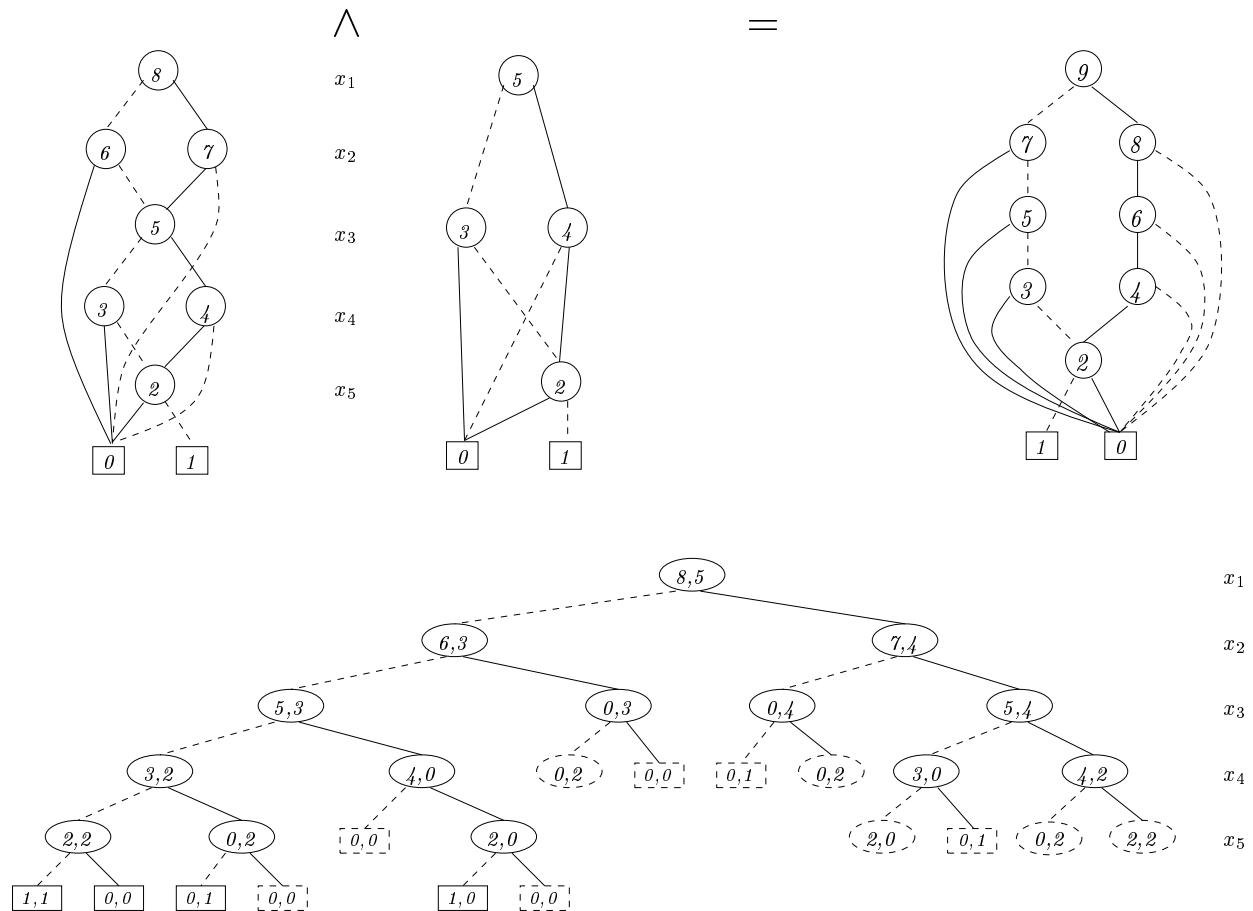 ∧ =
8 x1 5 9
6 7 x2 7 8
5 x3 3 4 5 6
3 4 x4 3 4
2 x5 2 2
0 1 0 1 1 0
8,5 x1
6,3 7,4 x2
5,3 0,3 0,4 5,4 x3
3,2 4,0 0,2 0,0 0,1 0,2 3,0 4,2 x4
2,2 0,2 0,0 2,0 2,0 0,1 0,2 2,2 x5
1,1 0,0 0,1 0,0 1,0 0,0